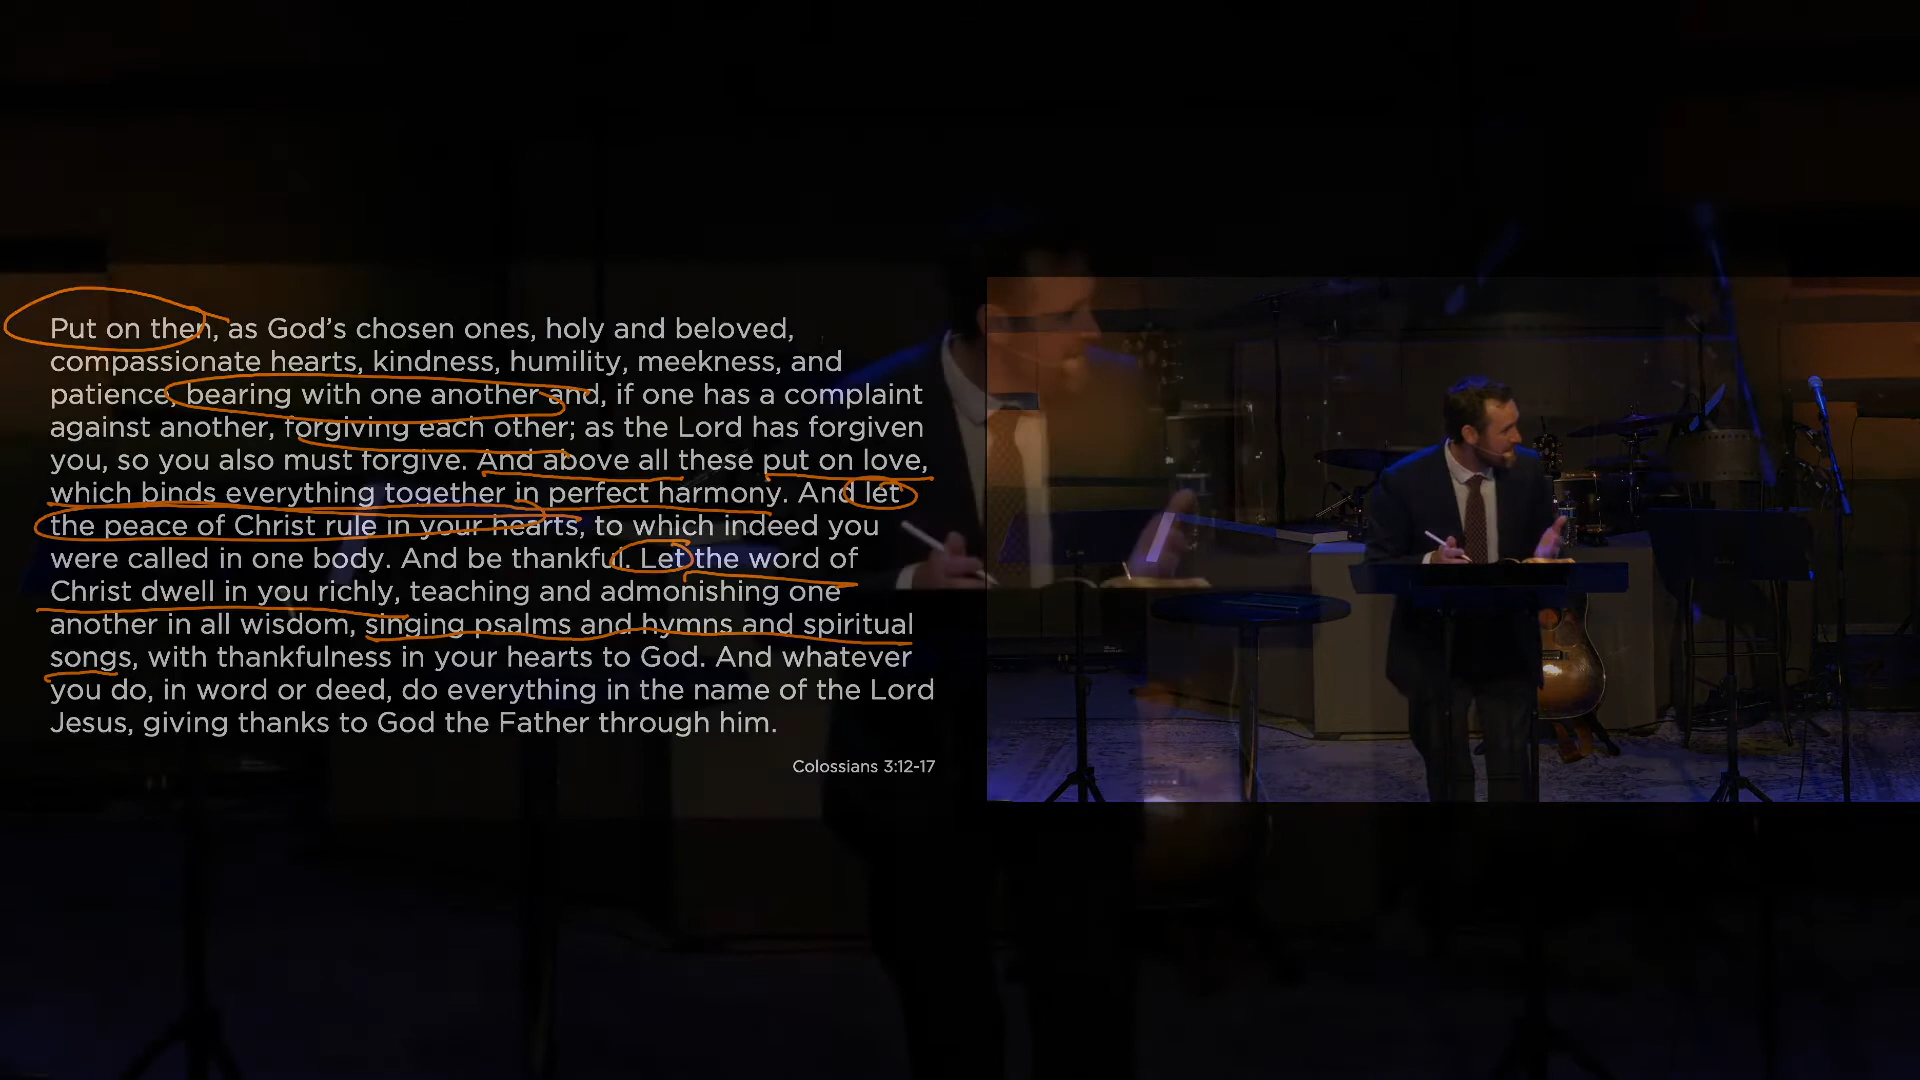 Put on then, as God’s chosen ones, holy and beloved,
compassionate hearts, kindness, humility, meekness, and
patience, bearing with one another and, if one has a complaint
against another, forgiving each other; as the Lord has forgiven
you, so you also must forgive. And above all these put on love,
which binds everything together in perfect harmony. And let
the peace of Christ rule in your hearts, to which indeed you
were called in one body. And be thankful. Let the word of
Christ dwell in you richly, teaching and admonishing one
another in all wisdom, singing psalms and hymns and spiritual
songs, with thankfulness in your hearts to God. And whatever
you do, in word or deed, do everything in the name of the Lord
Jesus, giving thanks to God the Father through him.
Colossians 3:12-17